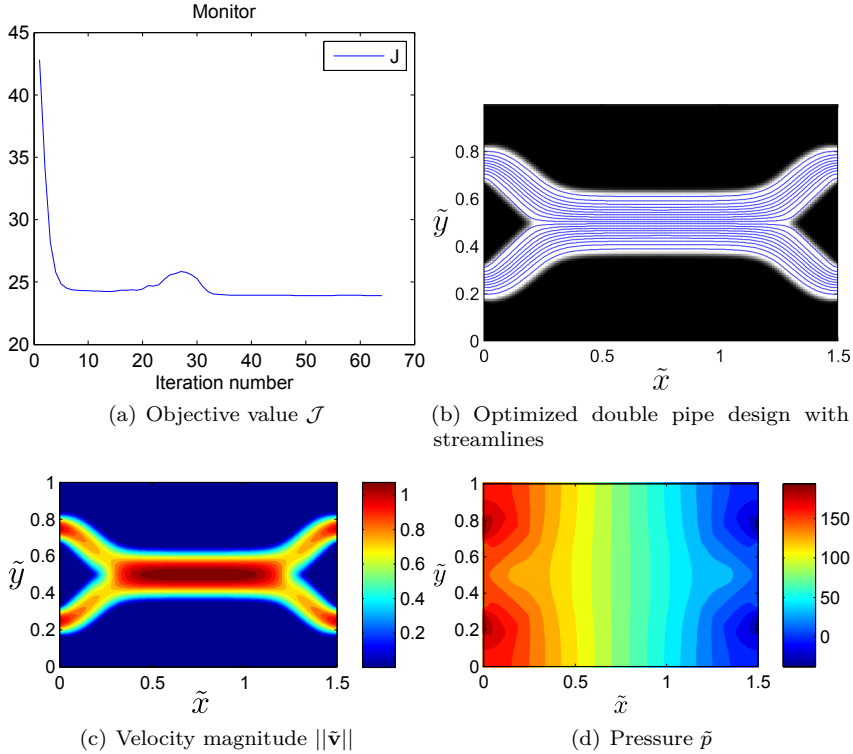 Monitor
J
45
40
35
30
25
20
0 10 20 30 40 50 60 70
Iteration number
(a) Objective value 𝒥
0.8
0.6
ỹ
0.4
0.2
0
0 0.5 1 1.5
x̃
(b) Optimized double pipe design with
streamlines
1
0.8
0.6
ỹ
0.4
0.2
0
0 0.5 1 1.5
x̃
1
0.8
0.6
0.4
0.2
(c) Velocity magnitude ||ṽ||
1
0.8
0.6
ỹ
0.4
0.2
0
0 0.5 1 1.5
x̃
150
100
50
0
(d) Pressure p̃